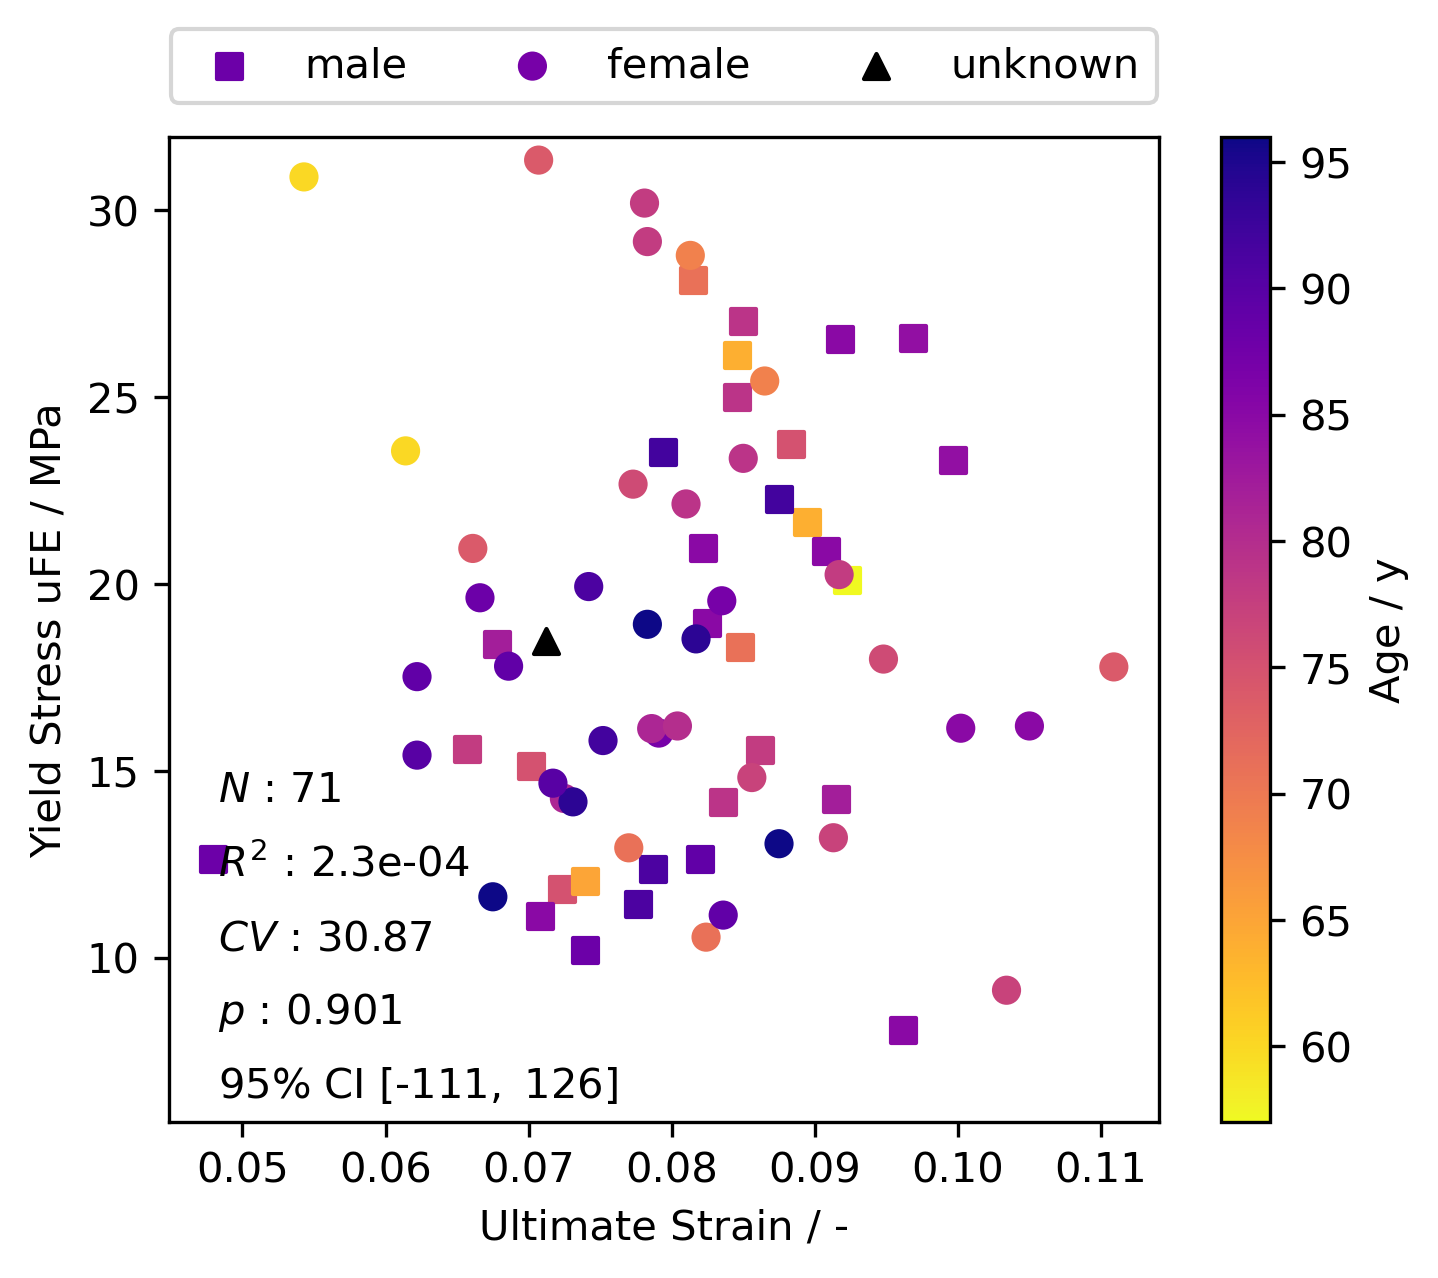 male female unknown
30
25
20
15
10
Yield Stress uFE / MPa
N : 71
R² : 2.3e-04
CV : 30.87
p : 0.901
95% CI [-111, 126]
0.05 0.06 0.07 0.08 0.09 0.10 0.11
Ultimate Strain / -
95
90
85
80
75
70
65
60
Age / y